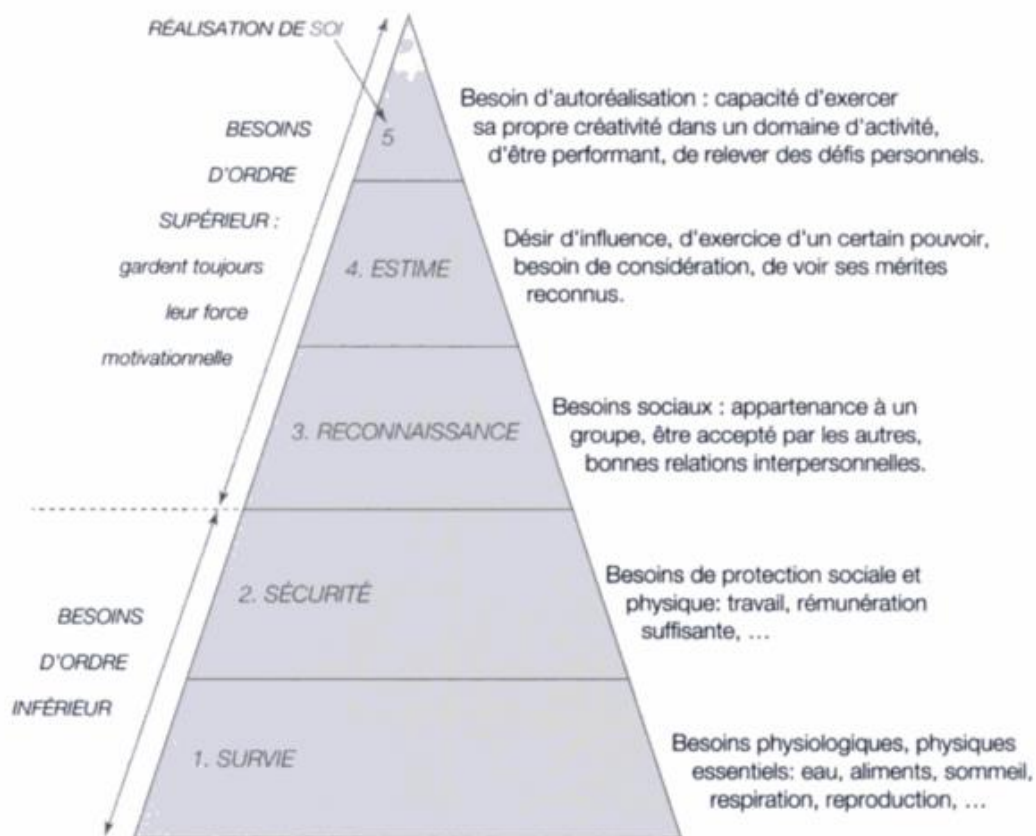 RÉALISATION DE SOI
5
Besoin d'autoréalisation : capacité d'exercer
sa propre créativité dans un domaine d'activité,
d'être performant, de relever des défis personnels.
BESOINS
D'ORDRE
SUPÉRIEUR :
gardent toujours
leur force
motivationnelle
4. ESTIME
Désir d'influence, d'exercice d'un certain pouvoir,
besoin de considération, de voir ses mérites
reconnus.
3. RECONNAISSANCE
Besoins sociaux : appartenance à un
groupe, être accepté par les autres,
bonnes relations interpersonnelles.
BESOINS
D'ORDRE
INFÉRIEUR
2. SÉCURITÉ
Besoins de protection sociale et
physique: travail, rémunération
suffisante, ...
1. SURVIE
Besoins physiologiques, physiques
essentiels: eau, aliments, sommeil,
respiration, reproduction, ...